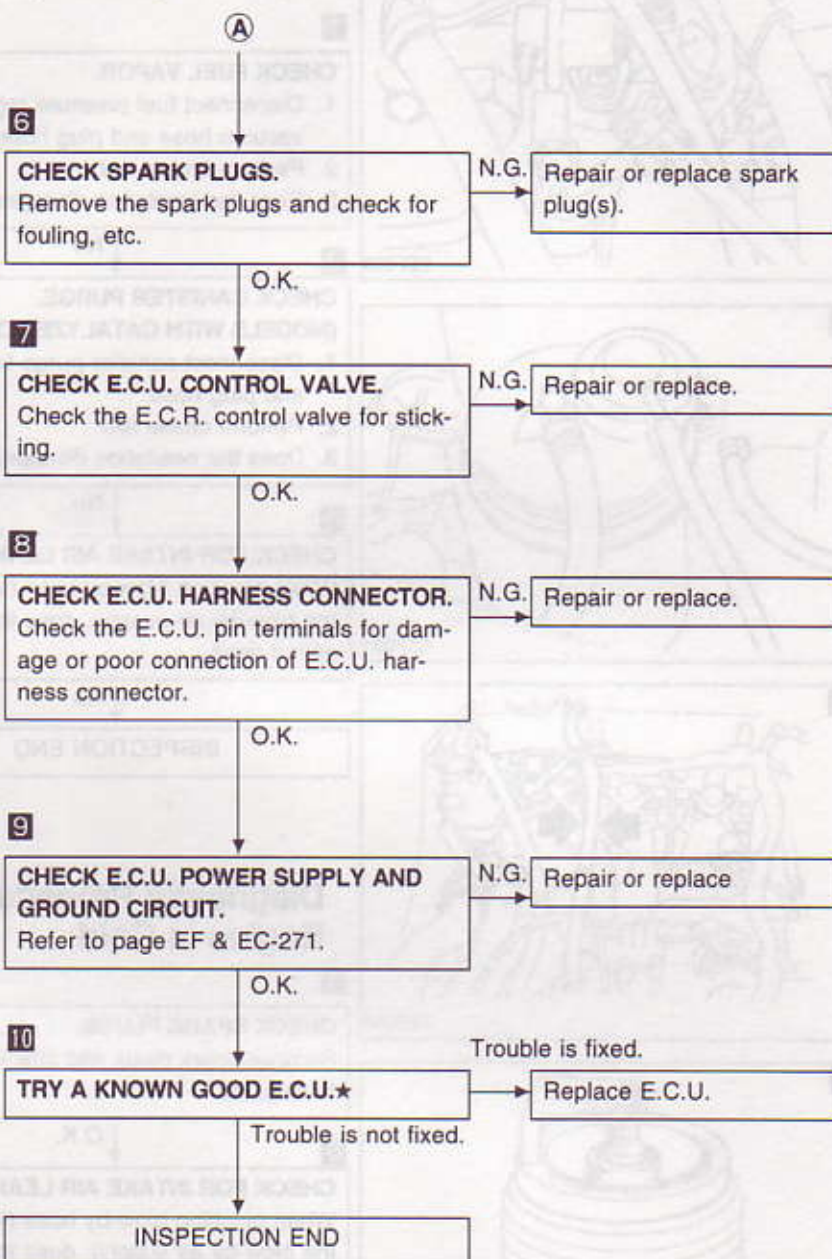 A
6
CHECK SPARK PLUGS.
Remove the spark plugs and check for
fouling, etc.
N.G.
Repair or replace spark
plug(s).
O.K.
7
CHECK E.C.U. CONTROL VALVE.
Check the E.C.R. control valve for stick-
ing.
N.G.
Repair or replace.
O.K.
8
CHECK E.C.U. HARNESS CONNECTOR.
Check the E.C.U. pin terminals for dam-
age or poor connection of E.C.U. har-
ness connector.
N.G.
Repair or replace.
O.K.
9
CHECK E.C.U. POWER SUPPLY AND
GROUND CIRCUIT.
Refer to page EF & EC-271.
N.G.
Repair or replace
O.K.
10
TRY A KNOWN GOOD E.C.U.★
Trouble is fixed.
Replace E.C.U.
Trouble is not fixed.
INSPECTION END